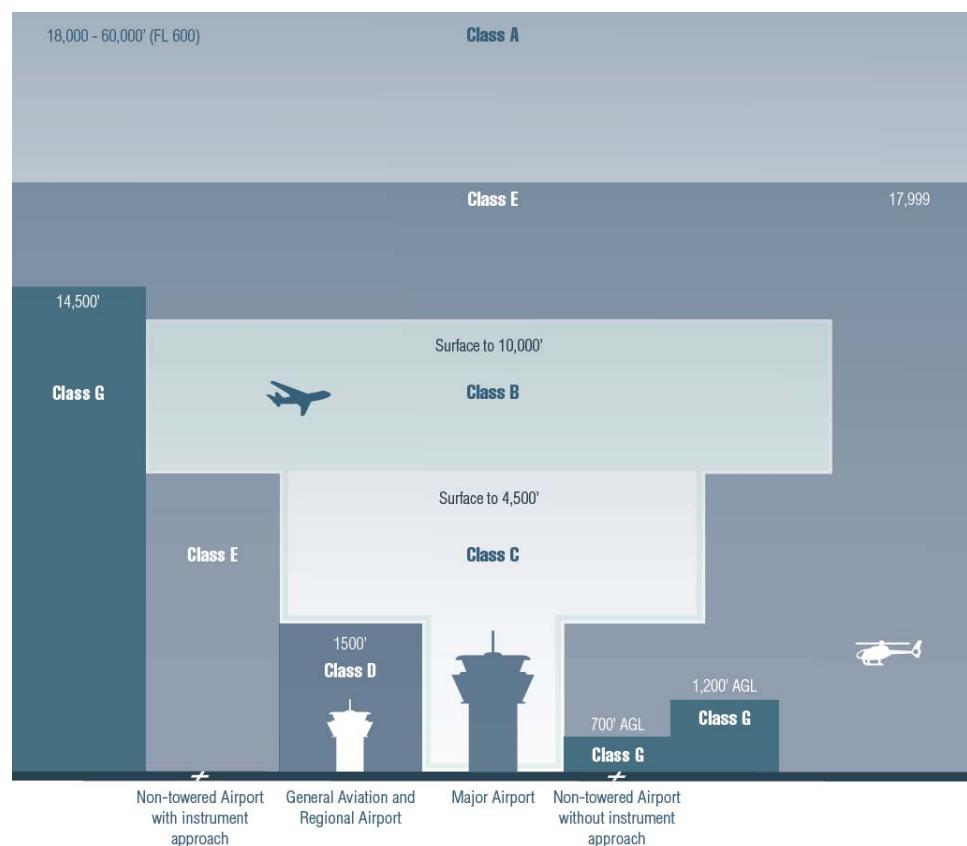 18,000 - 60,000' (FL 600)
Class A
Class E
17,999
14,500'
Surface to 10,000'
Class G
Class B
Surface to 4,500'
Class E
Class C
1500'
Class D
1,200' AGL
Class G
700' AGL
Class G
Non-towered Airport
with instrument
approach
General Aviation and
Regional Airport
Major Airport
Non-towered Airport
without instrument
approach